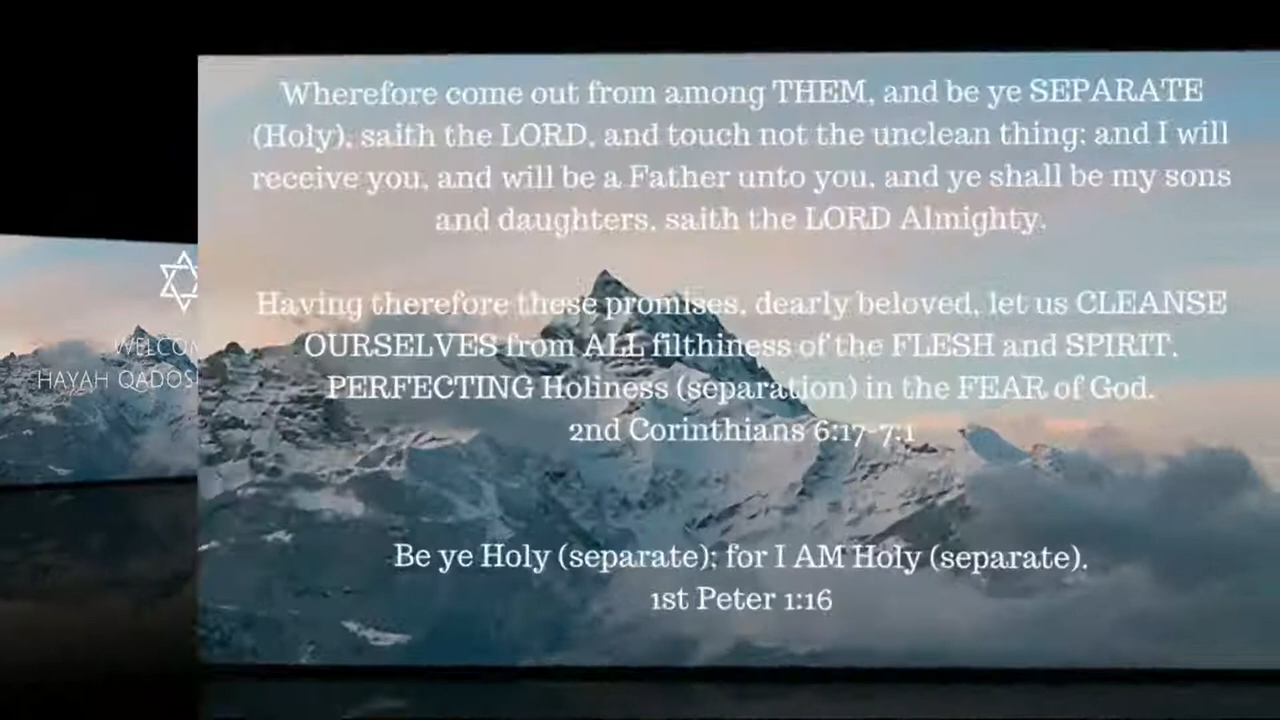 Wherefore come out from among THEM, and be ye SEPARATE
(Holy), saith the LORD, and touch not the unclean thing; and I will
receive you, and will be a Father unto you, and ye shall be my sons
and daughters, saith the LORD Almighty.
Having therefore these promises, dearly beloved, let us CLEANSE
OURSELVES from ALL filthiness of the FLESH and SPIRIT,
PERFECTING Holiness (separation) in the FEAR of God.
2nd Corinthians 6:17-7:1
Be ye Holy (separate); for I AM Holy (separate).
1st Peter 1:16
HAYAH